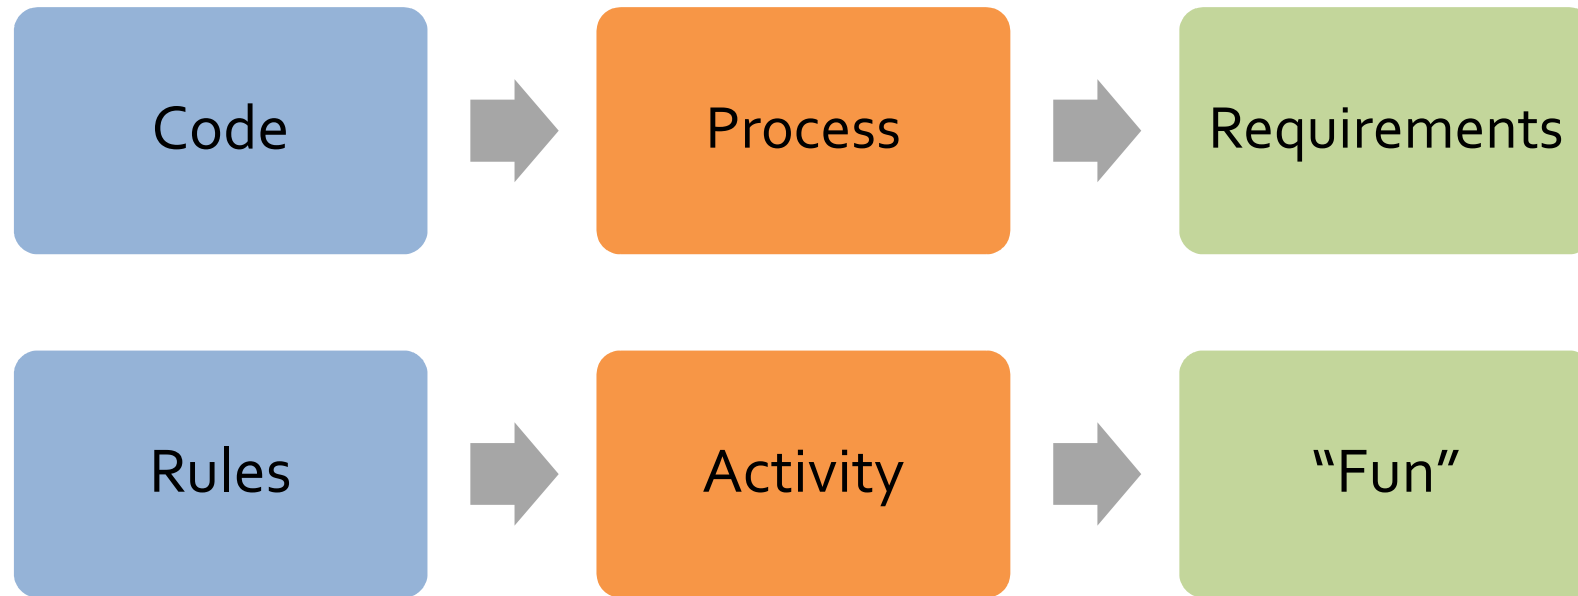 Code
Process
Requirements
Rules
Activity
“Fun”